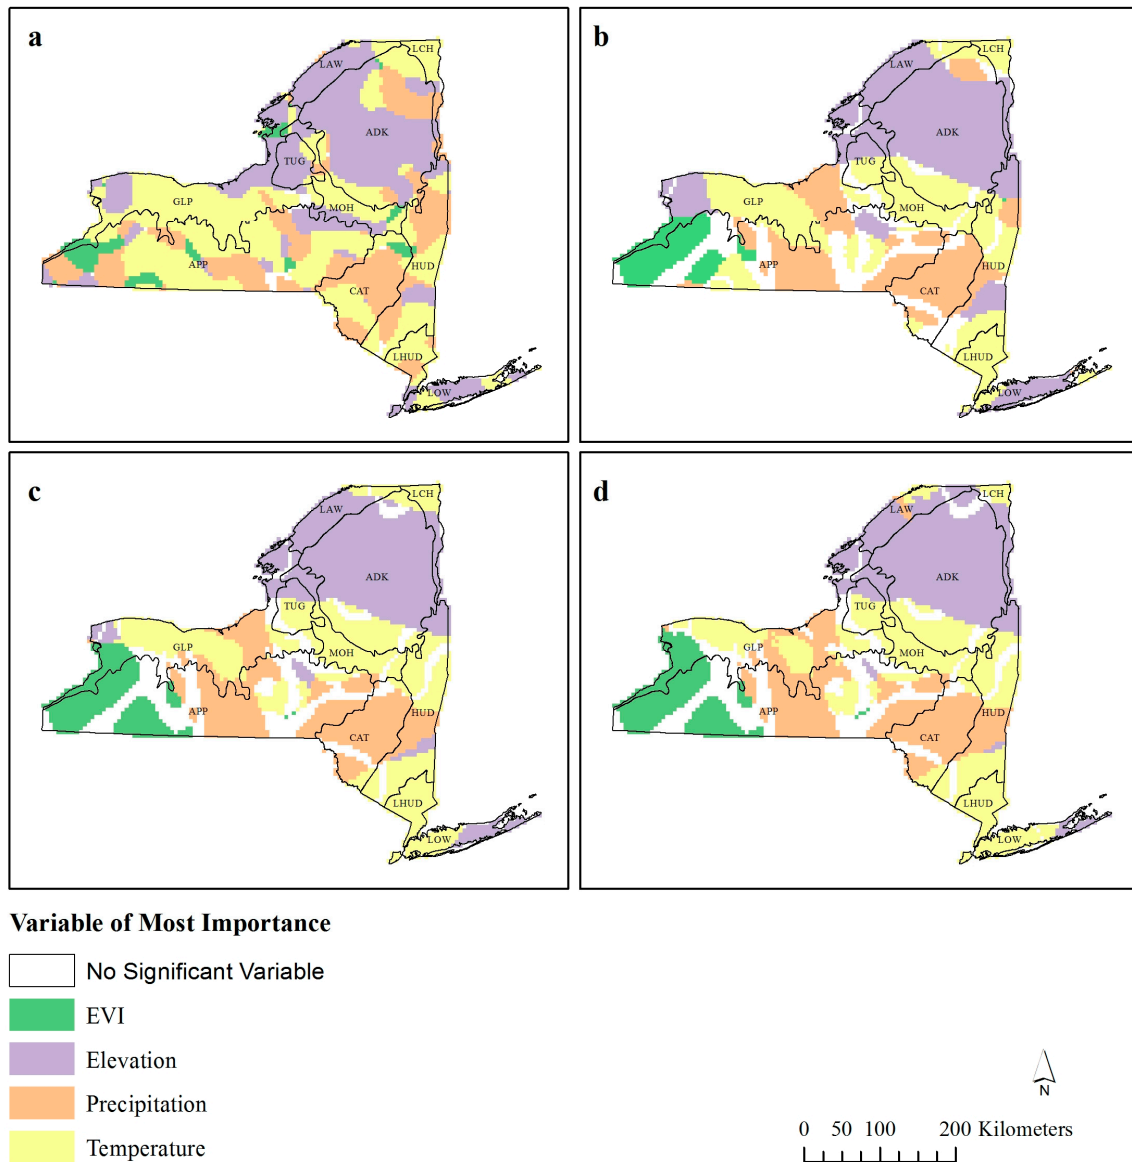 a
LCH
LAW
ADK
TUG
GLP
MOH
APP
HUD
CAT
LHUD
LOW
b
LCH
LAW
ADK
TUG
GLP
MOH
APP
HUD
CAT
LHUD
LOW
c
LCH
LAW
ADK
TUG
GLP
MOH
APP
HUD
CAT
LHUD
LOW
d
LCH
LAW
ADK
TUG
GLP
MOH
APP
HUD
CAT
LHUD
LOW
Variable of Most Importance
No Significant Variable
EVI
Elevation
Precipitation
Temperature
N
0 50 100 200 Kilometers